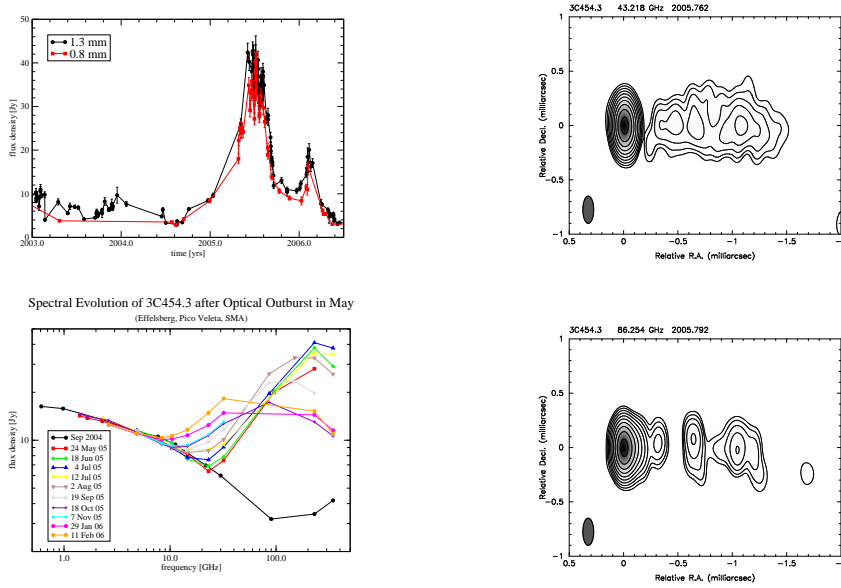 50
40
30
20
10
0
flux density [Jy]
1.3 mm
0.8 mm
2003.0
2004.0
2005.0
2006.0
time [yrs]
3C454.3 43.218 GHz 2005.762
1
0.5
0
-0.5
-1
Relative Decl. (milliarcsec)
0.5
0
-0.5
-1
-1.5
-2
Relative R.A. (milliarcsec)
Spectral Evolution of 3C454.3 after Optical Outburst in May
(Effelsberg, Pico Veleta, SMA)
flux density [Jy]
10
Sep 2004
24 May 05
18 Jun 05
4 Jul 05
12 Jul 05
2 Aug 05
19 Sep 05
18 Oct 05
7 Nov 05
29 Jan 06
11 Feb 06
1.0
10.0
100.0
frequency [GHz]
3C454.3 86.254 GHz 2005.792
1
0.5
0
-0.5
-1
Relative Decl. (milliarcsec)
0.5
0
-0.5
-1
-1.5
-2
Relative R.A. (milliarcsec)